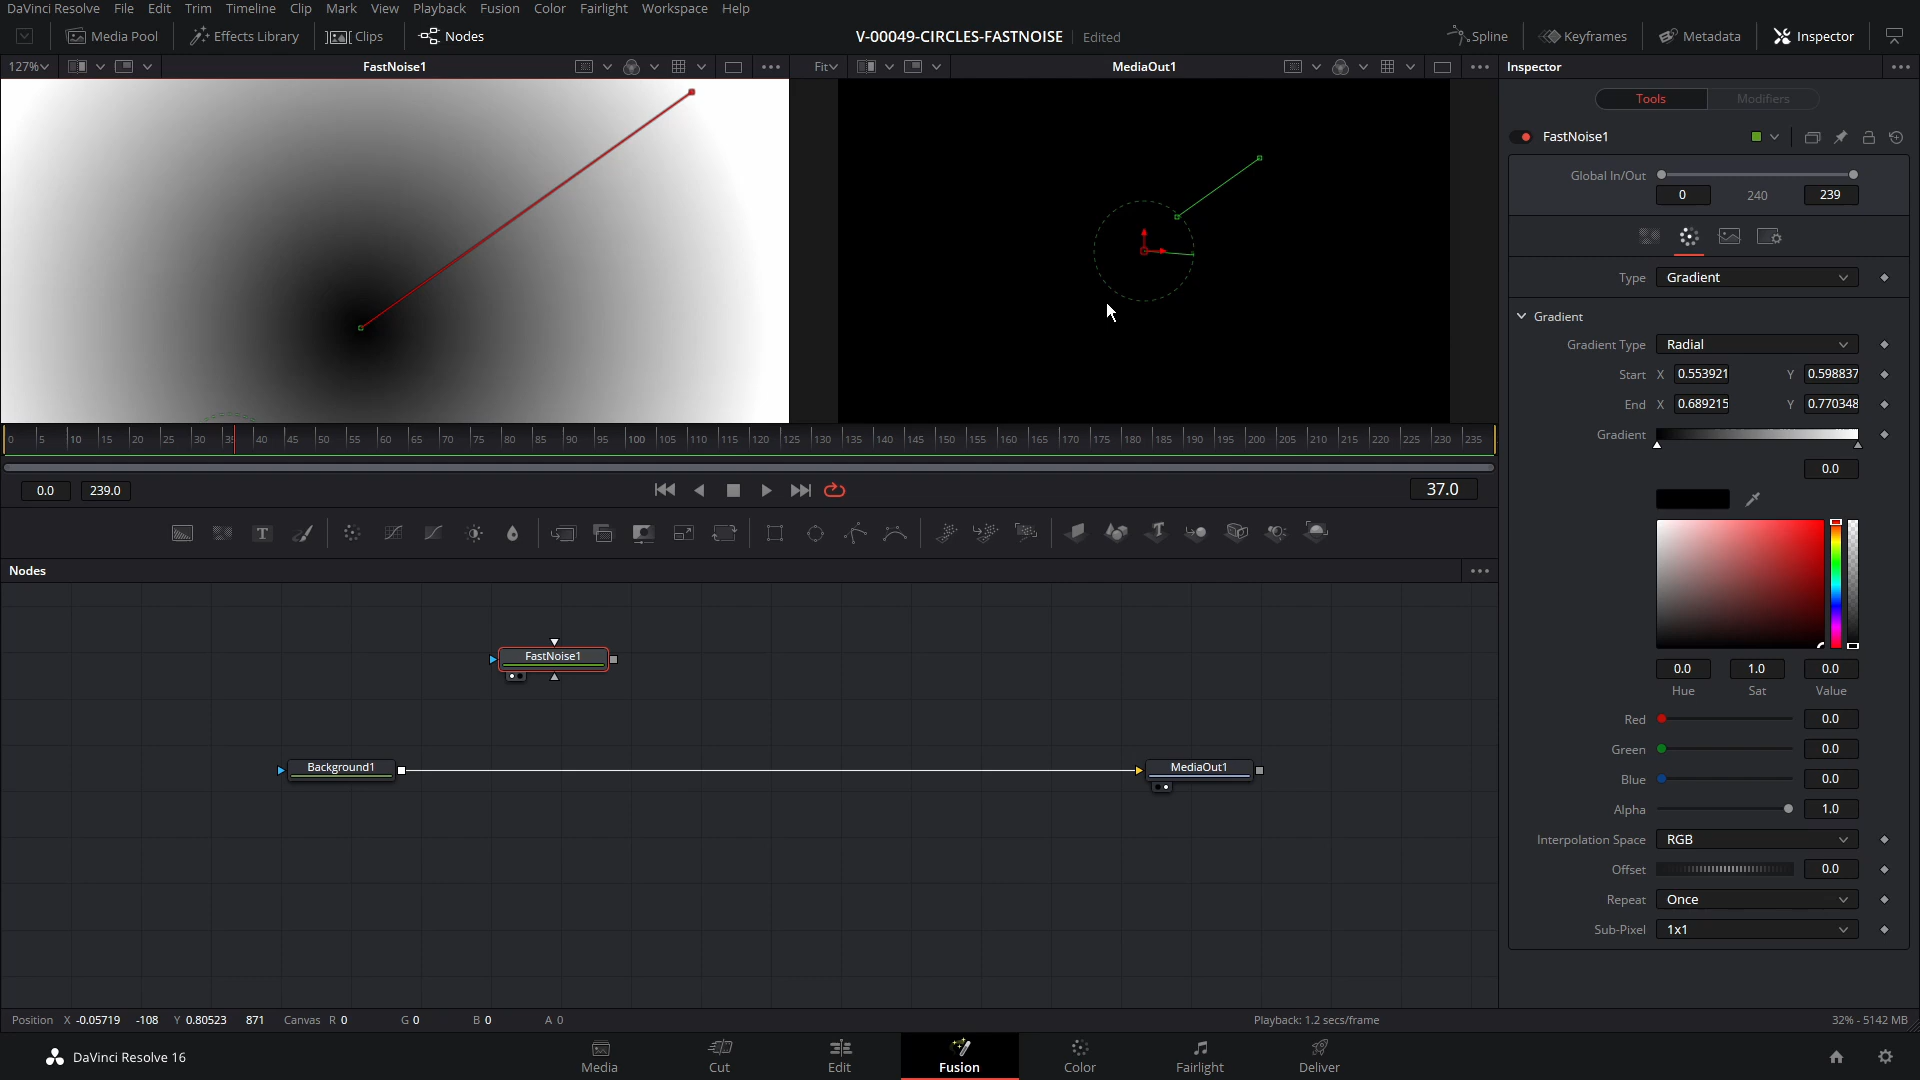 DaVinci Resolve File Edit Trim Timeline Clip Mark View Playback Fusion Color Fairlight Workspace Help
Media Pool Effects Library Clips Nodes V-00049-CIRCLES-FASTNOISE Edited Spline Keyframes Metadata Inspector
127% FastNoise1 Fit MediaOut1 Inspector
Tools Modifiers
FastNoise1
Global In/Out
0 240 239
Type Gradient
Gradient
Gradient Type Radial
Start X 0.553921 Y 0.598837
End X 0.689215 Y 0.770348
Gradient
0.0
0.0 1.0 0.0
Hue Sat Value
Red 0.0
Green 0.0
Blue 0.0
Alpha 1.0
Interpolation Space RGB
Offset 0.0
Repeat Once
Sub-Pixel 1x1
0 5 10 15 20 25 30 40 45 50 55 60 65 70 75 80 85 90 95 100 105 110 115 120 125 130 135 140 145 150 155 160 165 170 175 180 185 190 195 200 205 210 215 220 225 230 235
0.0 239.0 37.0
Nodes
FastNoise1
Background1 MediaOut1
Position X -0.05719 -108 Y 0.80523 871 Canvas R 0 G 0 B 0 A 0 Playback: 1.2 secs/frame 32% - 5142 MB
DaVinci Resolve 16 Media Cut Edit Fusion Color Fairlight Deliver